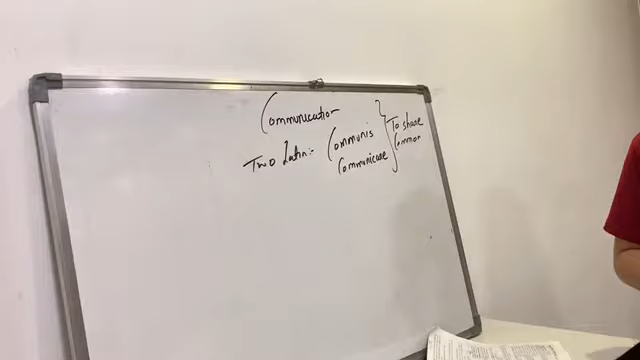 Communication
Two Latin:- Communis
Communicare
To share
Common